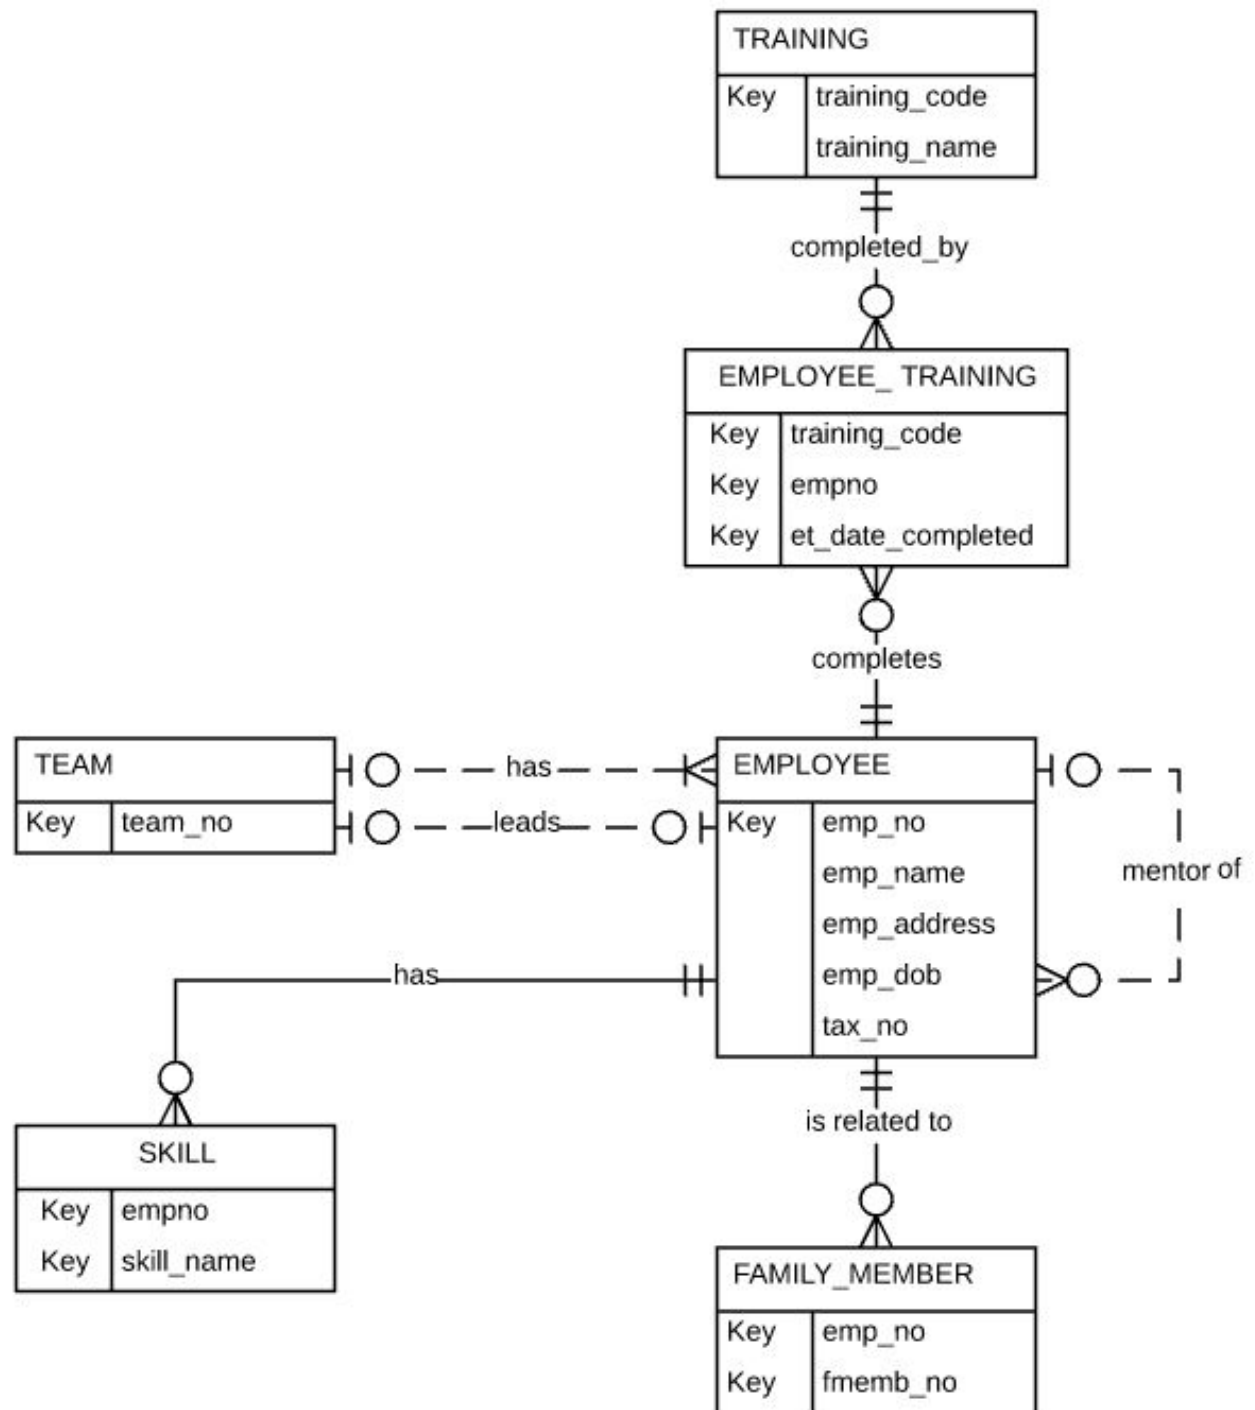 TRAINING
Key training_code
training_name
completed_by
EMPLOYEE_ TRAINING
Key training_code
Key empno
Key et_date_completed
completes
TEAM
Key team_no
has
leads
EMPLOYEE
Key emp_no
emp_name
emp_address
emp_dob
tax_no
mentor of
has
is related to
SKILL
Key empno
Key skill_name
FAMILY_MEMBER
Key emp_no
Key fmemb_no